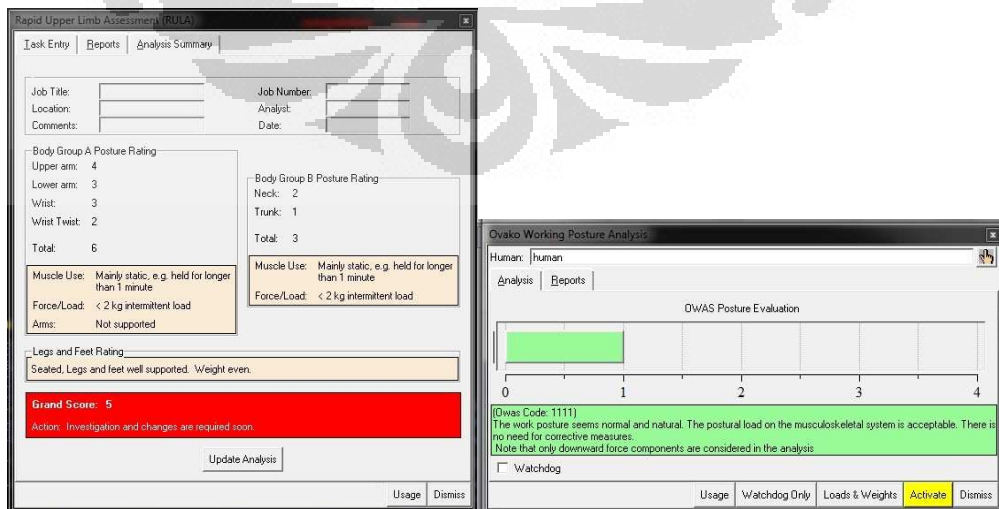 Rapid Upper Limb Assessment (RULA)
x
Task Entry
Reports
Analysis Summary
Job Title:
Job Number:
Location:
Analyst:
Comments:
Date:
Body Group A Posture Rating
Upper arm: 4
Lower arm: 3
Wrist: 3
Wrist Twist: 2
Total: 6
Muscle Use: Mainly static, e.g. held for longer
than 1 minute
Force/Load: < 2 kg intermittent load
Arms: Not supported
Body Group B Posture Rating
Neck: 2
Trunk: 1
Total: 3
Muscle Use: Mainly static, e.g. held for longer
than 1 minute
Force/Load: < 2 kg intermittent load
Legs and Feet Rating
Seated, Legs and feet well supported. Weight even.
Grand Score: 5
Action: Investigation and changes are required soon.
Update Analysis
Usage
Dismiss
Ovako Working Posture Analysis
x
Human: human
Analysis
Reports
OWAS Posture Evaluation
0 1 2 3 4
(Owas Code: 1111)
The work posture seems normal and natural. The postural load on the musculoskeletal system is acceptable. There is
no need for corrective measures.
Note that only downward force components are considered in the analysis
Watchdog
Usage
Watchdog Only
Loads & Weights
Activate
Dismiss